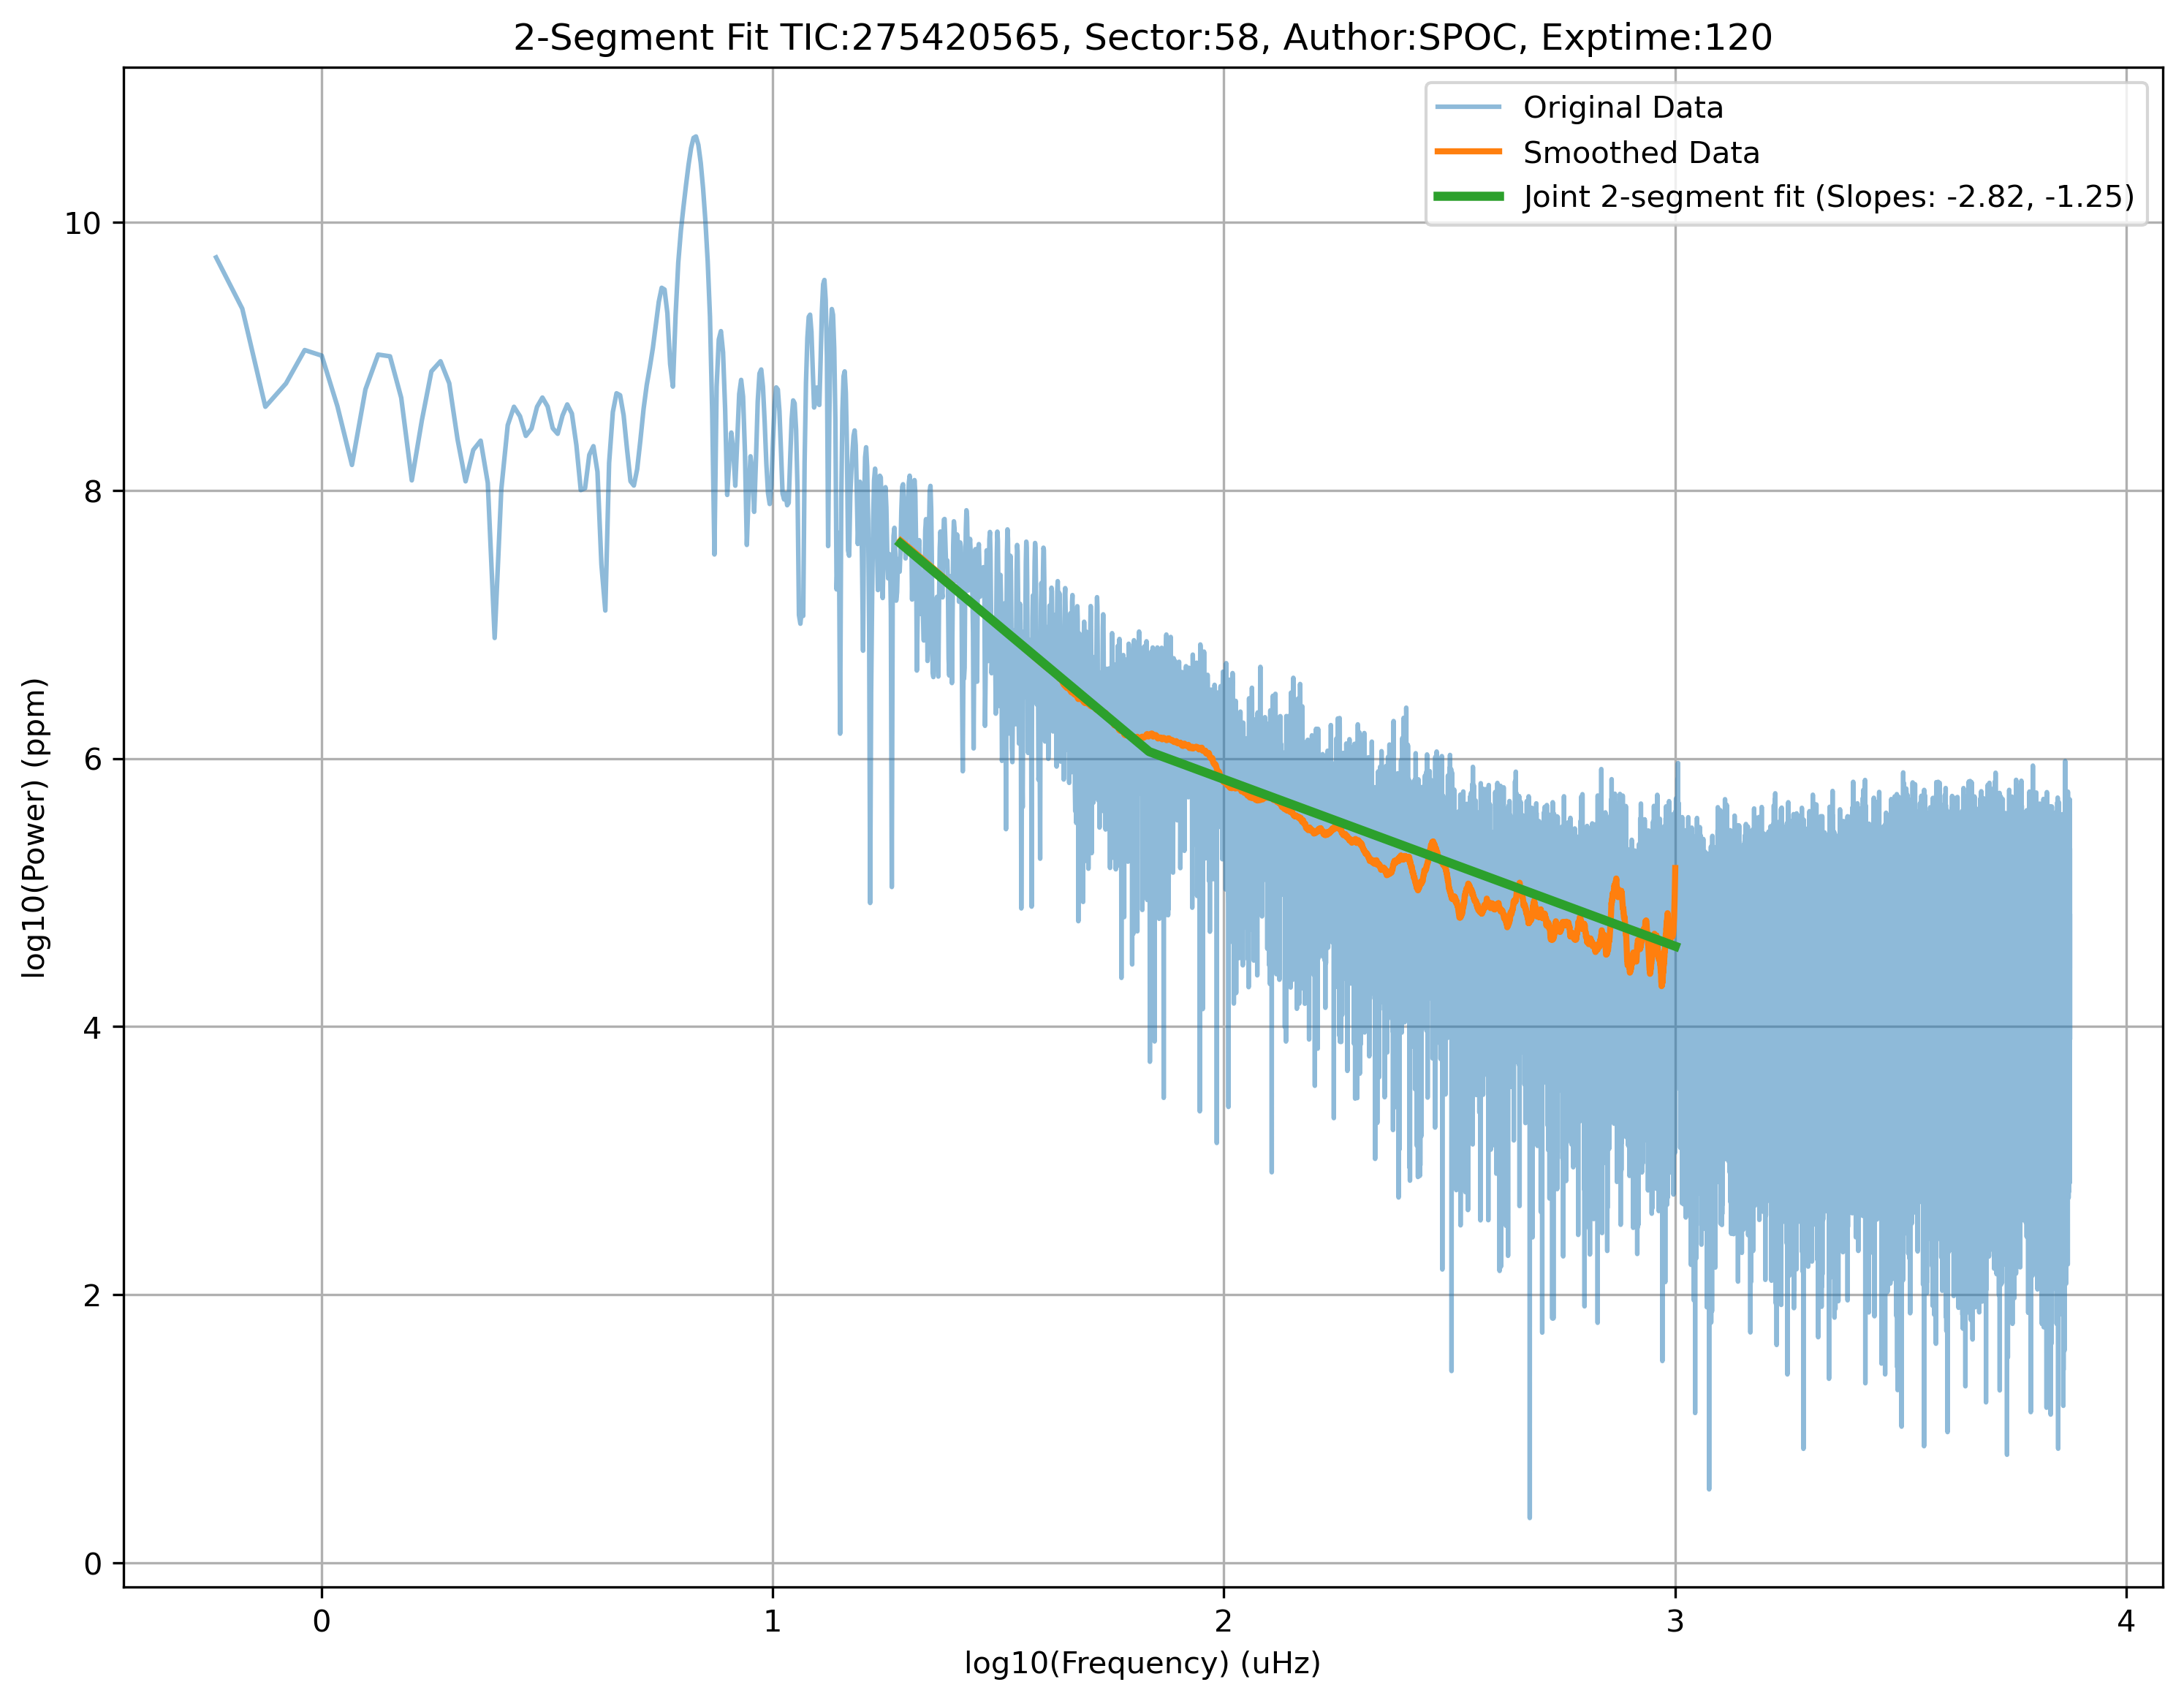 2-Segment Fit TIC:275420565, Sector:58, Author:SPOC, Exptime:120
Original Data
Smoothed Data
Joint 2-segment fit (Slopes: -2.82, -1.25)
log10(Power) (ppm)
10
8
6
4
2
0
0
1
2
3
4
log10(Frequency) (uHz)